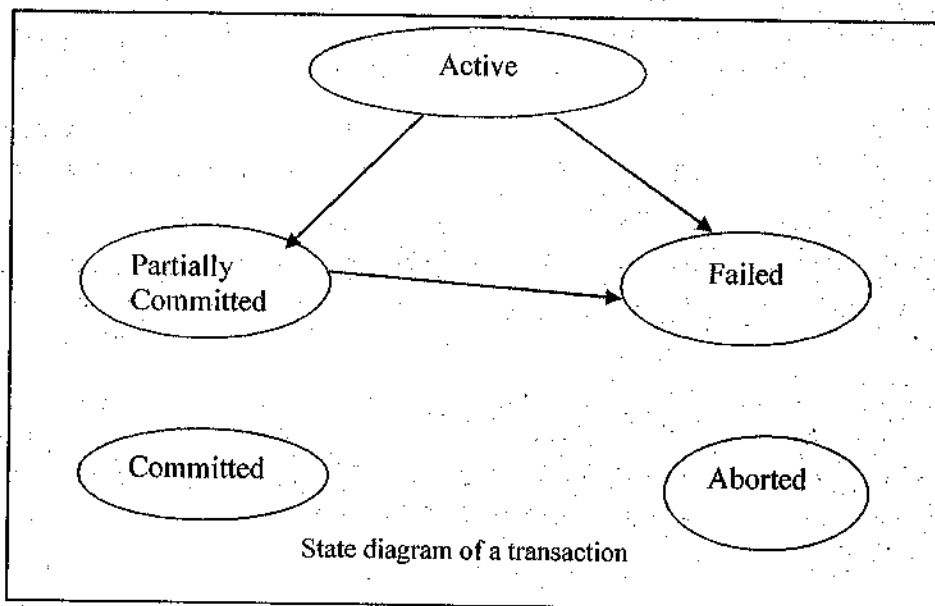 Active
Partially
Committed
Failed
Committed
Aborted
State diagram of a transaction